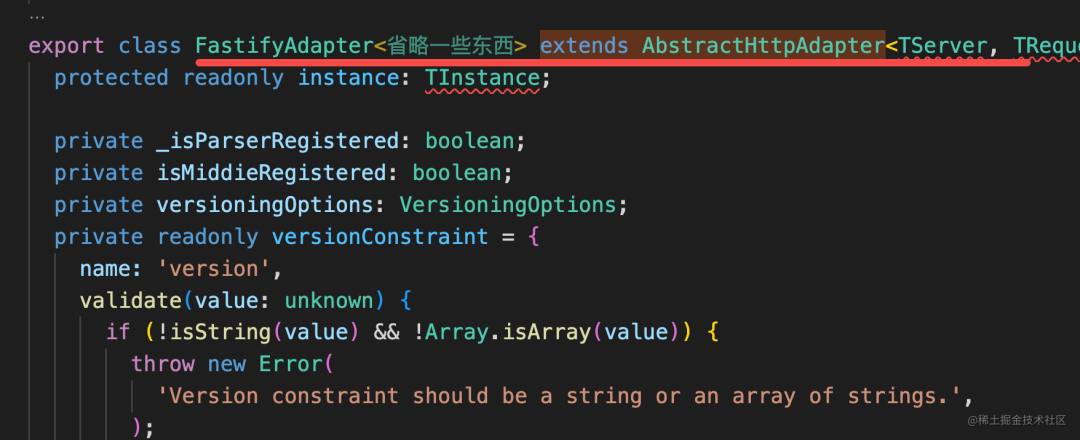 ...
export class FastifyAdapter<省略一些东西> extends AbstractHttpAdapter<TServer, TReque
protected readonly instance: TInstance;
private _isParserRegistered: boolean;
private isMiddieRegistered: boolean;
private versioningOptions: VersioningOptions;
private readonly versionConstraint = {
name: 'version',
validate(value: unknown) {
if (!isString(value) && !Array.isArray(value)) {
throw new Error(
'Version constraint should be a string or an array of strings.',
);
@稀土掘金技术社区